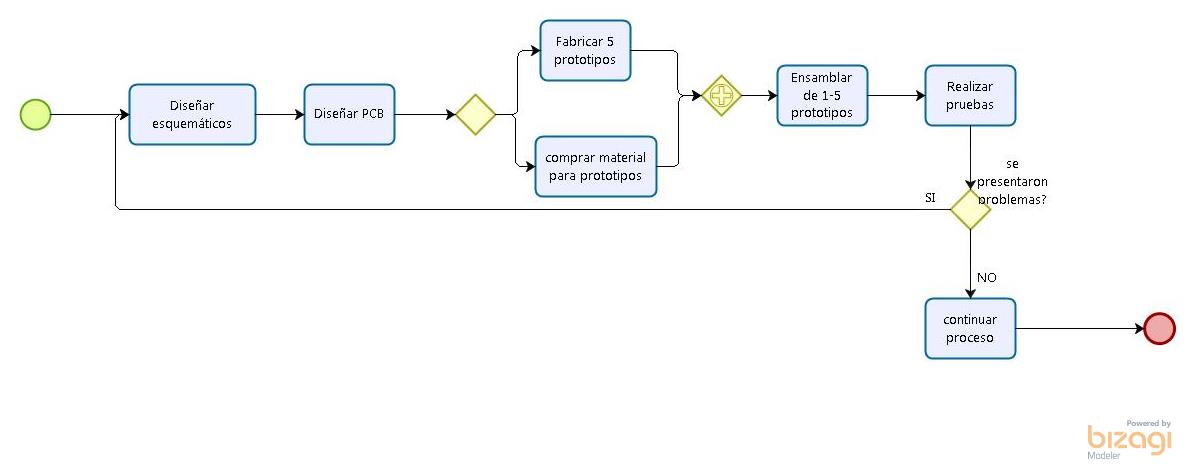 Diseñar
esquemáticos
Diseñar PCB
Fabricar 5
prototipos
comprar material
para prototipos
Ensamblar
de 1-5
prototipos
Realizar
pruebas
se
presentaron
problemas?
SI
NO
continuar
proceso
Powered by
bizagi
Modeler